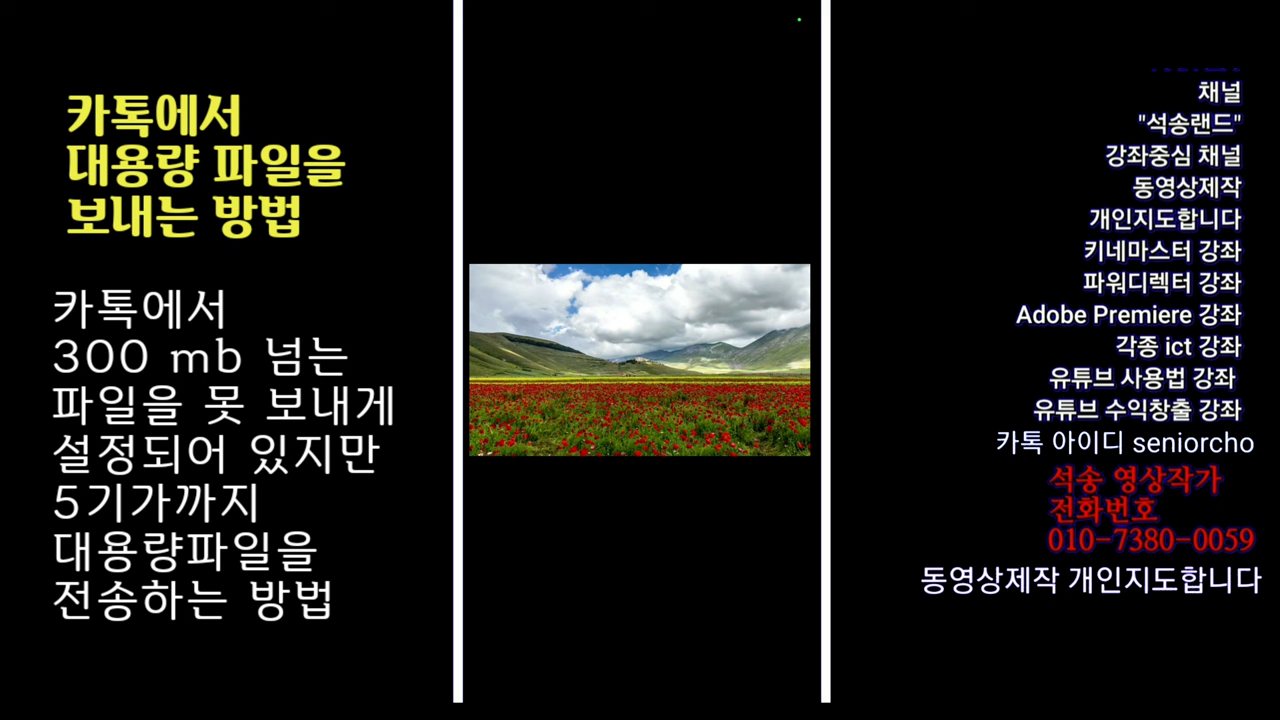 카톡에서
대용량 파일을
보내는 방법
카톡에서
300 mb 넘는
파일을 못 보내게
설정되어 있지만
5기가까지
대용량파일을
전송하는 방법
채널
"석송랜드"
강좌중심 채널
동영상제작
개인지도합니다
키네마스터 강좌
파워디렉터 강좌
Adobe Premiere 강좌
각종 ict 강좌
유튜브 사용법 강좌
유튜브 수익창출 강좌
카톡 아이디 seniorcho
석송 영상작가
전화번호
010-7380-0059
동영상제작 개인지도합니다